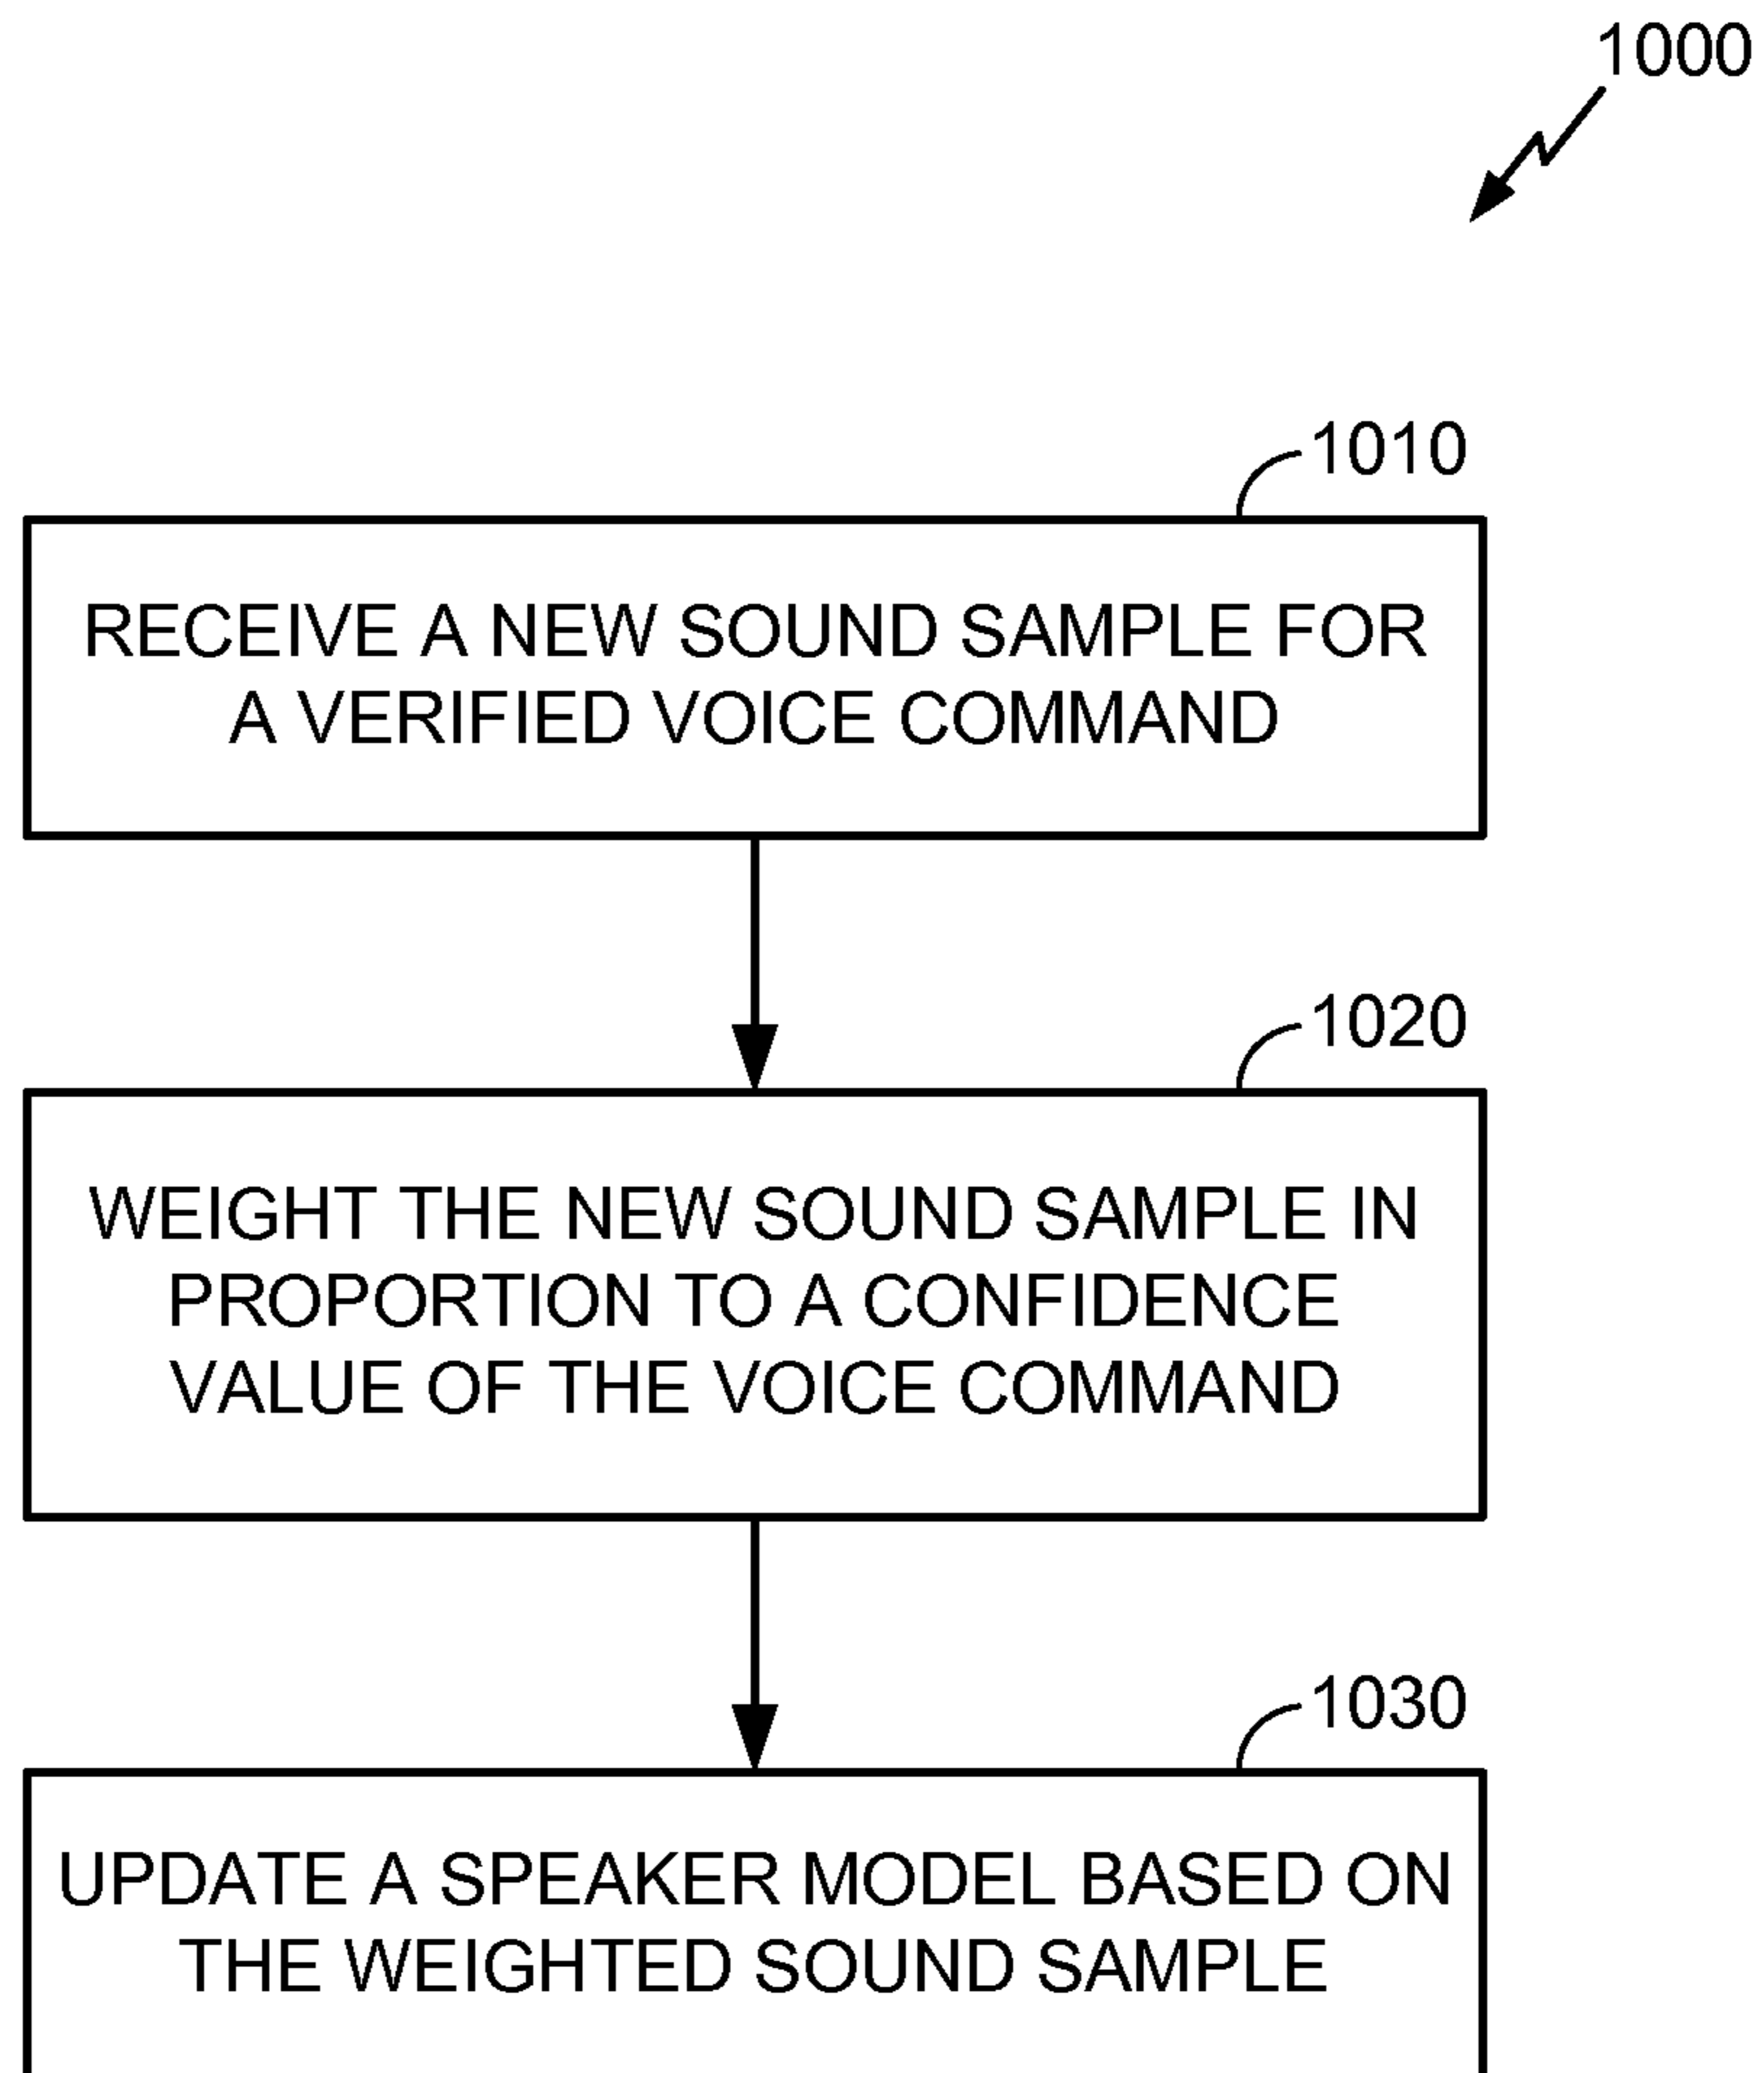 1000
1010
RECEIVE A NEW SOUND SAMPLE FOR
A VERIFIED VOICE COMMAND
1020
WEIGHT THE NEW SOUND SAMPLE IN
PROPORTION TO A CONFIDENCE
VALUE OF THE VOICE COMMAND
1030
UPDATE A SPEAKER MODEL BASED ON
THE WEIGHTED SOUND SAMPLE